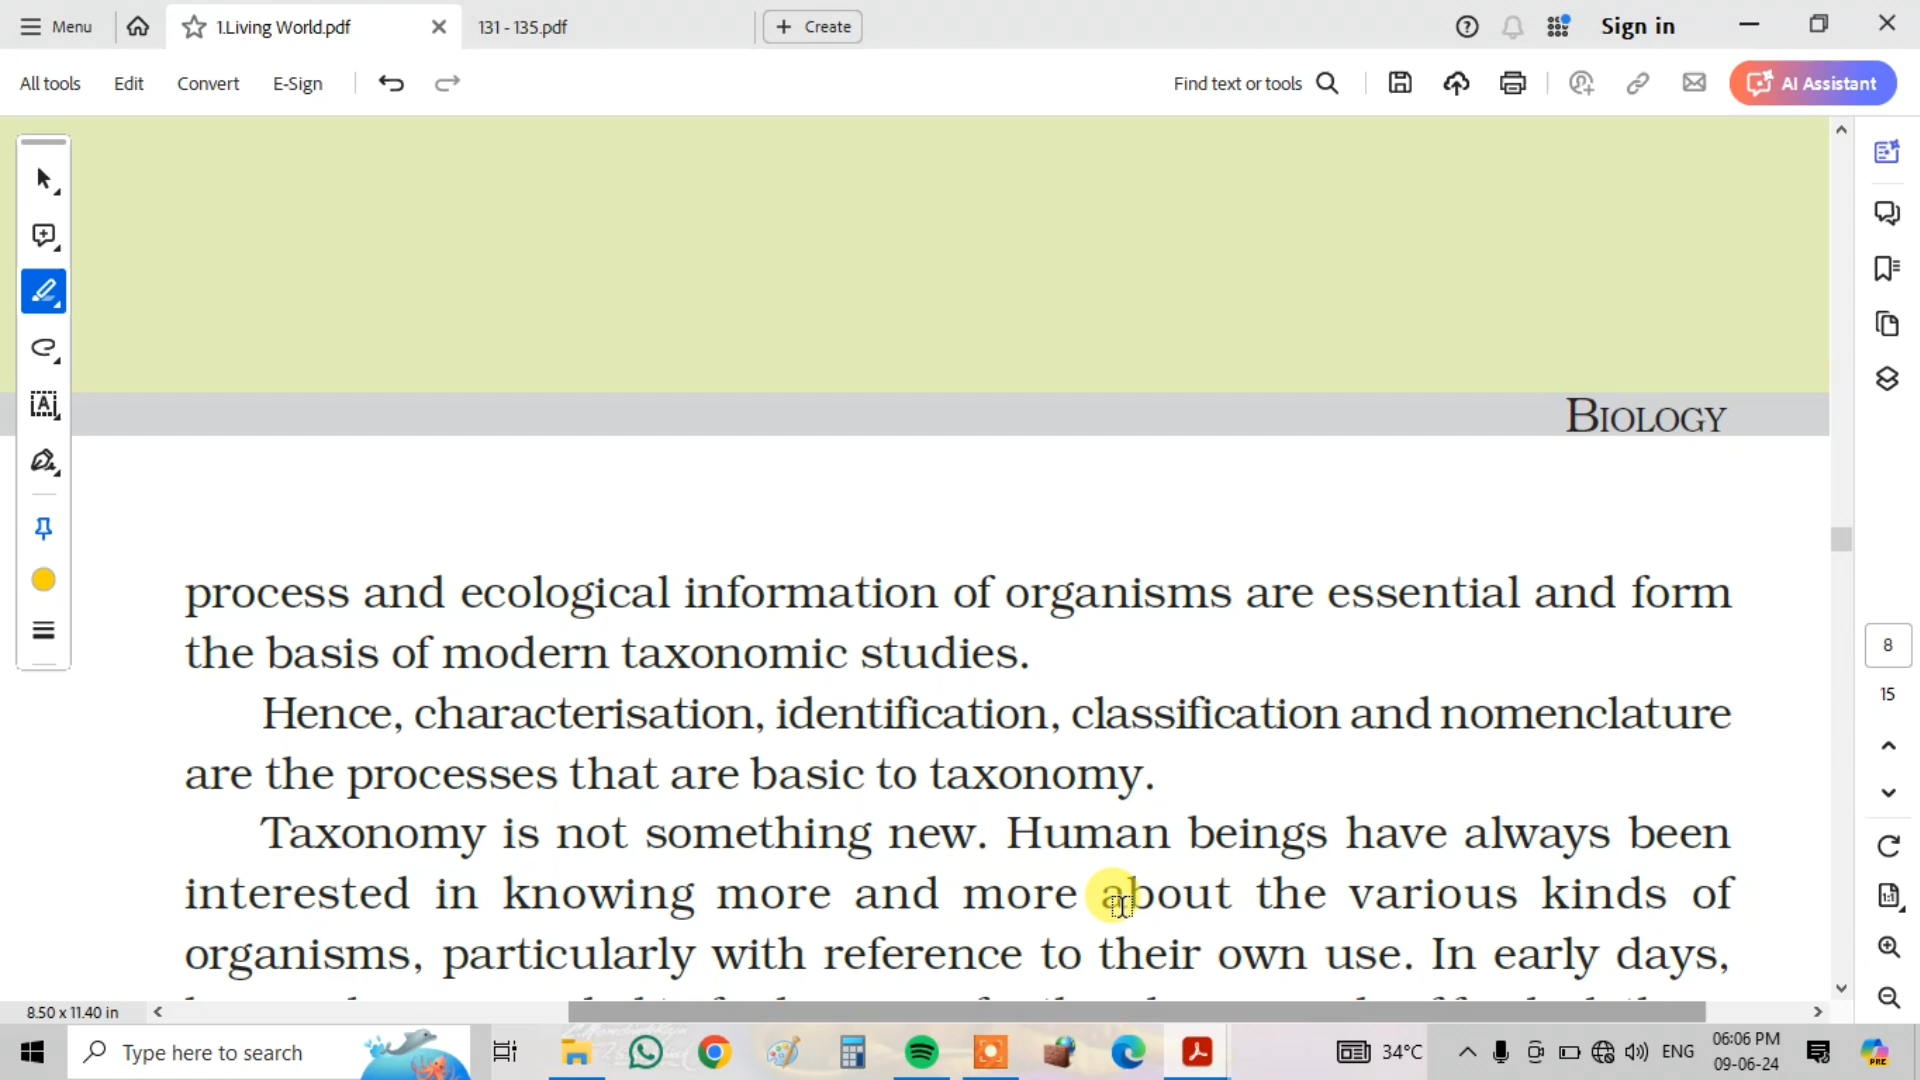 Menu
1.Living World.pdf
131 - 135.pdf
Create
Sign in
All tools
Edit
Convert
E-Sign
Find text or tools
AI Assistant
BIOLOGY
process and ecological information of organisms are essential and form
the basis of modern taxonomic studies.
Hence, characterisation, identification, classification and nomenclature
are the processes that are basic to taxonomy.
Taxonomy is not something new. Human beings have always been
interested in knowing more and more about the various kinds of
organisms, particularly with reference to their own use. In early days,
8
15
8.50 x 11.40 in
Type here to search
34°C
ENG
06:06 PM
09-06-24
PRE